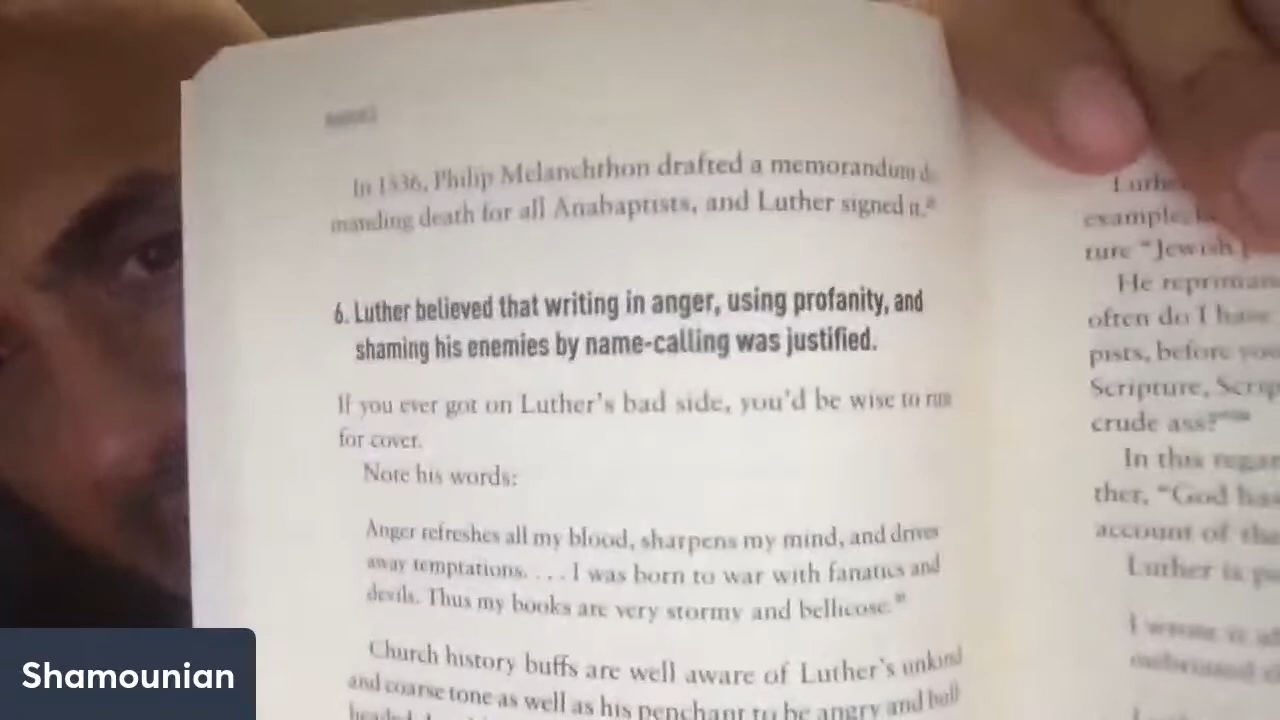 In 1536, Philip Melanchthon drafted a memorandum
manding death for all Anabaptists, and Luther signed it.
6. Luther believed that writing in anger, using profanity, and
shaming his enemies by name-calling was justified.
If you ever got on Luther's bad side, you'd be wise to run
for cover.
Note his words:
Anger refreshes all my blood, sharpens my mind, and drives
away temptations. . . . I was born to war with fanatics and
devils. Thus my books are very stormy and bellicose."
Church history buffs are well aware of Luther's unkind
and coarse tone as well as his penchant to be angry and bull
example,
ture "Jewish
He
often do I have
pists, before you
Scripture,
crude ass?"
In this
ther, "God has
account of the
Luther is
I wrote
Shamounian